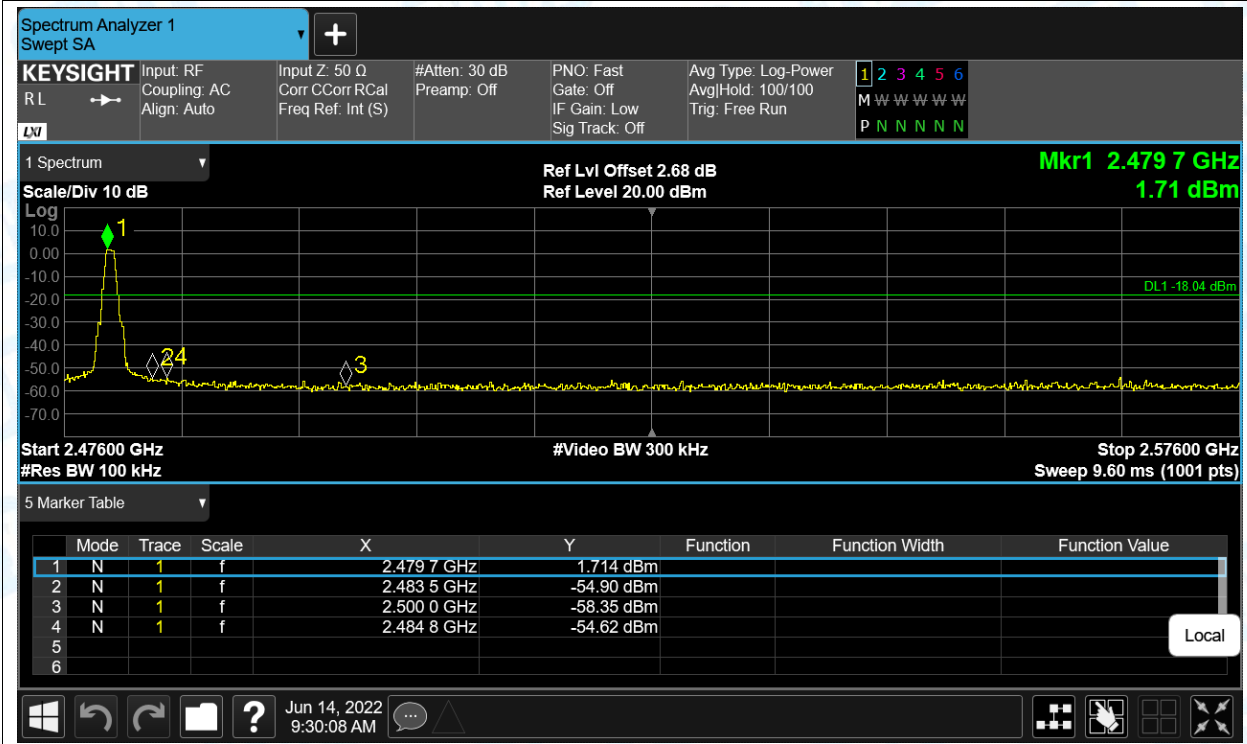 Spectrum Analyzer 1
Swept SA
+
KEYSIGHT
R L
LXI
Input: RF
Coupling: AC
Align: Auto
Input Z: 50 Ω
Corr CCorr RCal
Freq Ref: Int (S)
#Atten: 30 dB
Preamp: Off
PNO: Fast
Gate: Off
IF Gain: Low
Sig Track: Off
Avg Type: Log-Power
Avg|Hold: 100/100
Trig: Free Run
1 2 3 4 5 6
M W W W W W
P N N N N N
1 Spectrum
Scale/Div 10 dB
Ref Lvl Offset 2.68 dB
Ref Level 20.00 dBm
Mkr1 2.479 7 GHz
1.71 dBm
Log
10.0
0.00
-10.0
-20.0
-30.0
-40.0
-50.0
-60.0
-70.0
1
2 4
3
DL1 -18.04 dBm
Start 2.47600 GHz #Video BW 300 kHz Stop 2.57600 GHz
#Res BW 100 kHz Sweep 9.60 ms (1001 pts)
5 Marker Table
Mode Trace Scale X Y Function Function Width Function Value
1 N 1 f 2.479 7 GHz 1.714 dBm
2 N 1 f 2.483 5 GHz -54.90 dBm
3 N 1 f 2.500 0 GHz -58.35 dBm
4 N 1 f 2.484 8 GHz -54.62 dBm
5
6
Local
?
Jun 14, 2022
9:30:08 AM